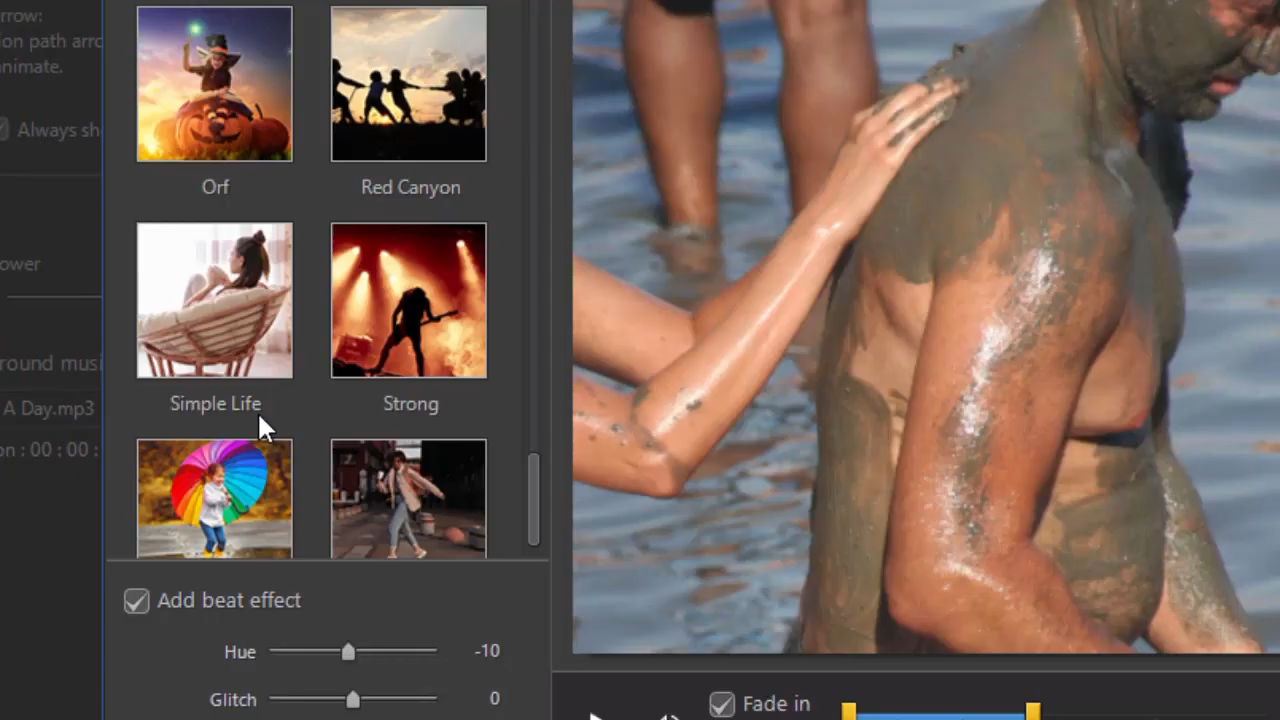 rrow:
ion path arro
animate.
Always sh
ower
round musi
A Day.mp3
on : 00 : 00 :
Orf
Red Canyon
Simple Life
Strong
Add beat effect
Hue -10
Glitch 0
Fade in